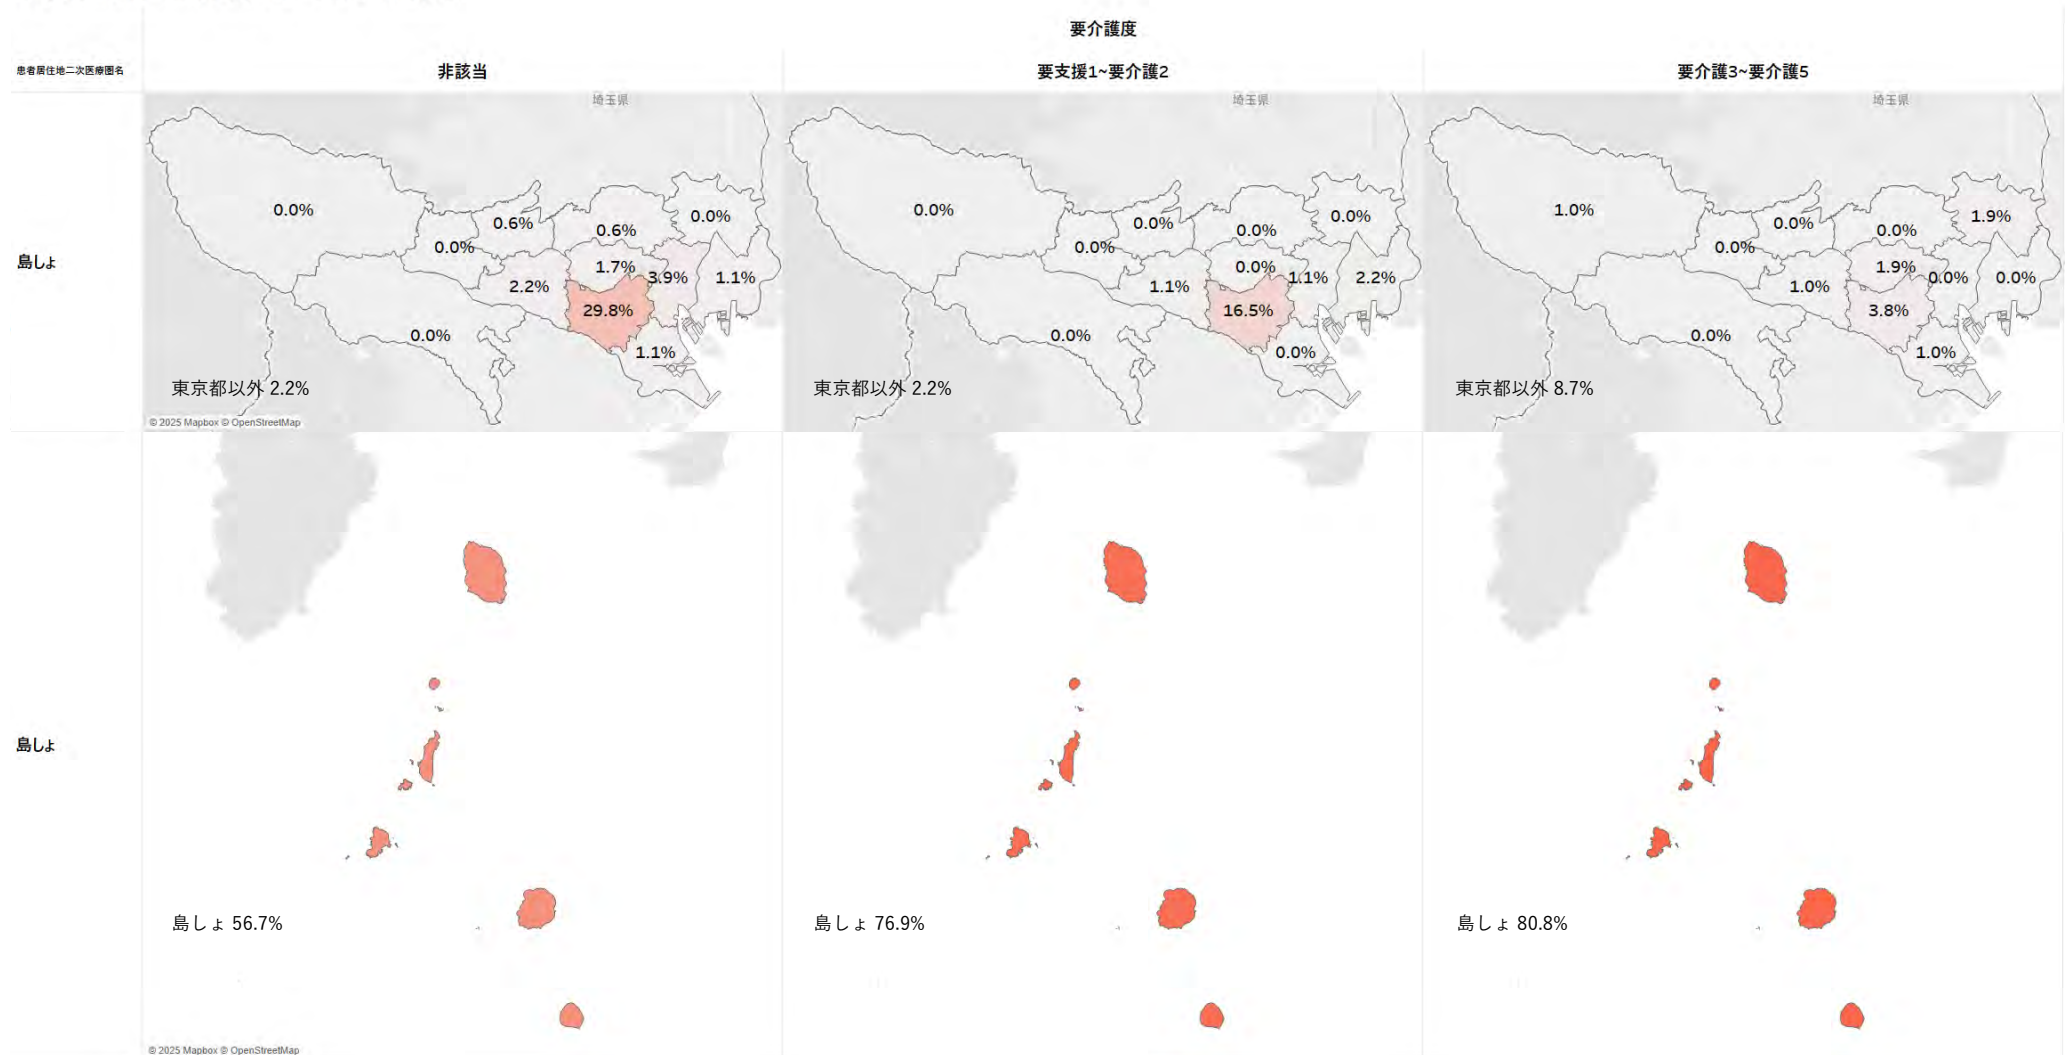 要介護度
患者居住地二次医療圏名
非該当
要支援1~要介護2
要介護3~要介護5
島しょ
埼玉県
0.0%
0.6%
0.0%
0.6%
0.0%
1.7%
3.9%
1.1%
2.2%
29.8%
0.0%
1.1%
東京都以外 2.2%
© 2025 Mapbox © OpenStreetMap
埼玉県
0.0%
0.0%
0.0%
0.0%
0.0%
0.0%
1.1%
2.2%
1.1%
16.5%
0.0%
0.0%
東京都以外 2.2%
埼玉県
1.0%
0.0%
0.0%
0.0%
1.9%
1.9%
0.0%
0.0%
1.0%
3.8%
0.0%
1.0%
東京都以外 8.7%
島しょ
島しょ 56.7%
島しょ 76.9%
島しょ 80.8%
© 2025 Mapbox © OpenStreetMap